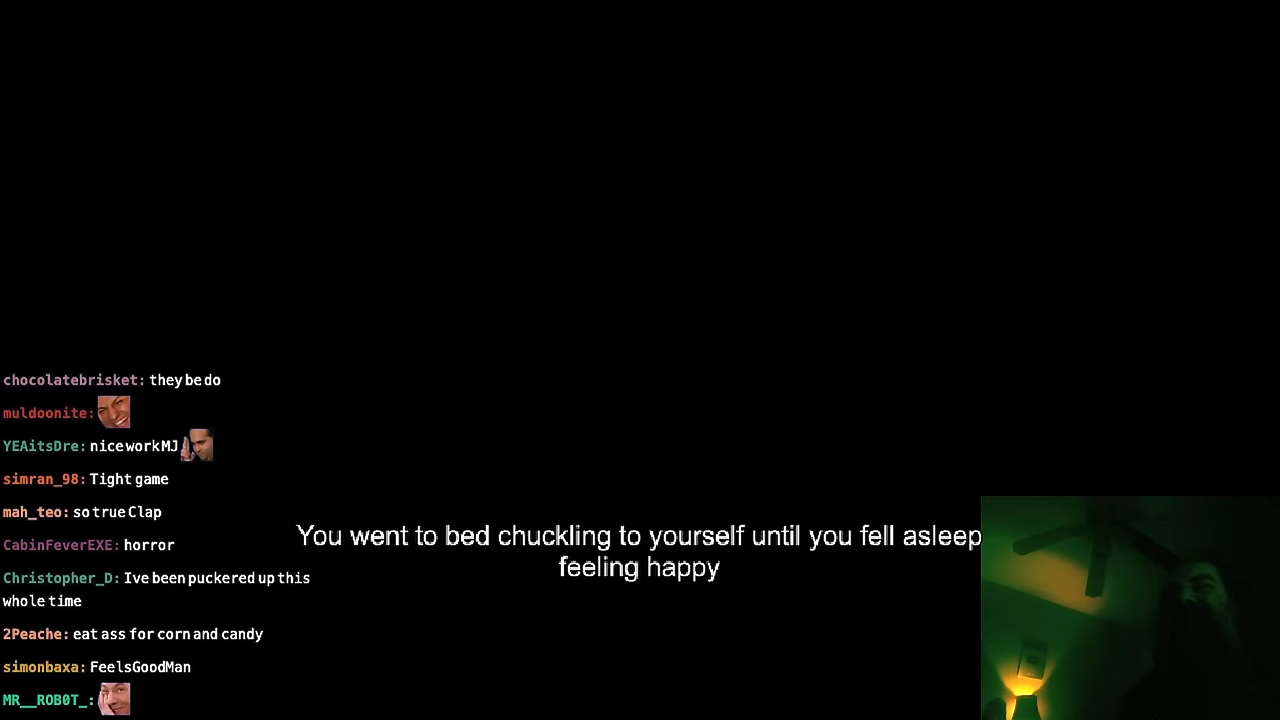 chocolatebrisket: they be do
muldoonite:
YEAitsDre: nice work MJ
simran_98: Tight game
mah_teo: so true Clap
CabinFeverEXE: horror
You went to bed chuckling to yourself until you fell asleep
feeling happy
Christopher_D: Ive been puckered up this
whole time
2Peache: eat ass for corn and candy
simonbaxa: FeelsGoodMan
MR__ROB0T_: